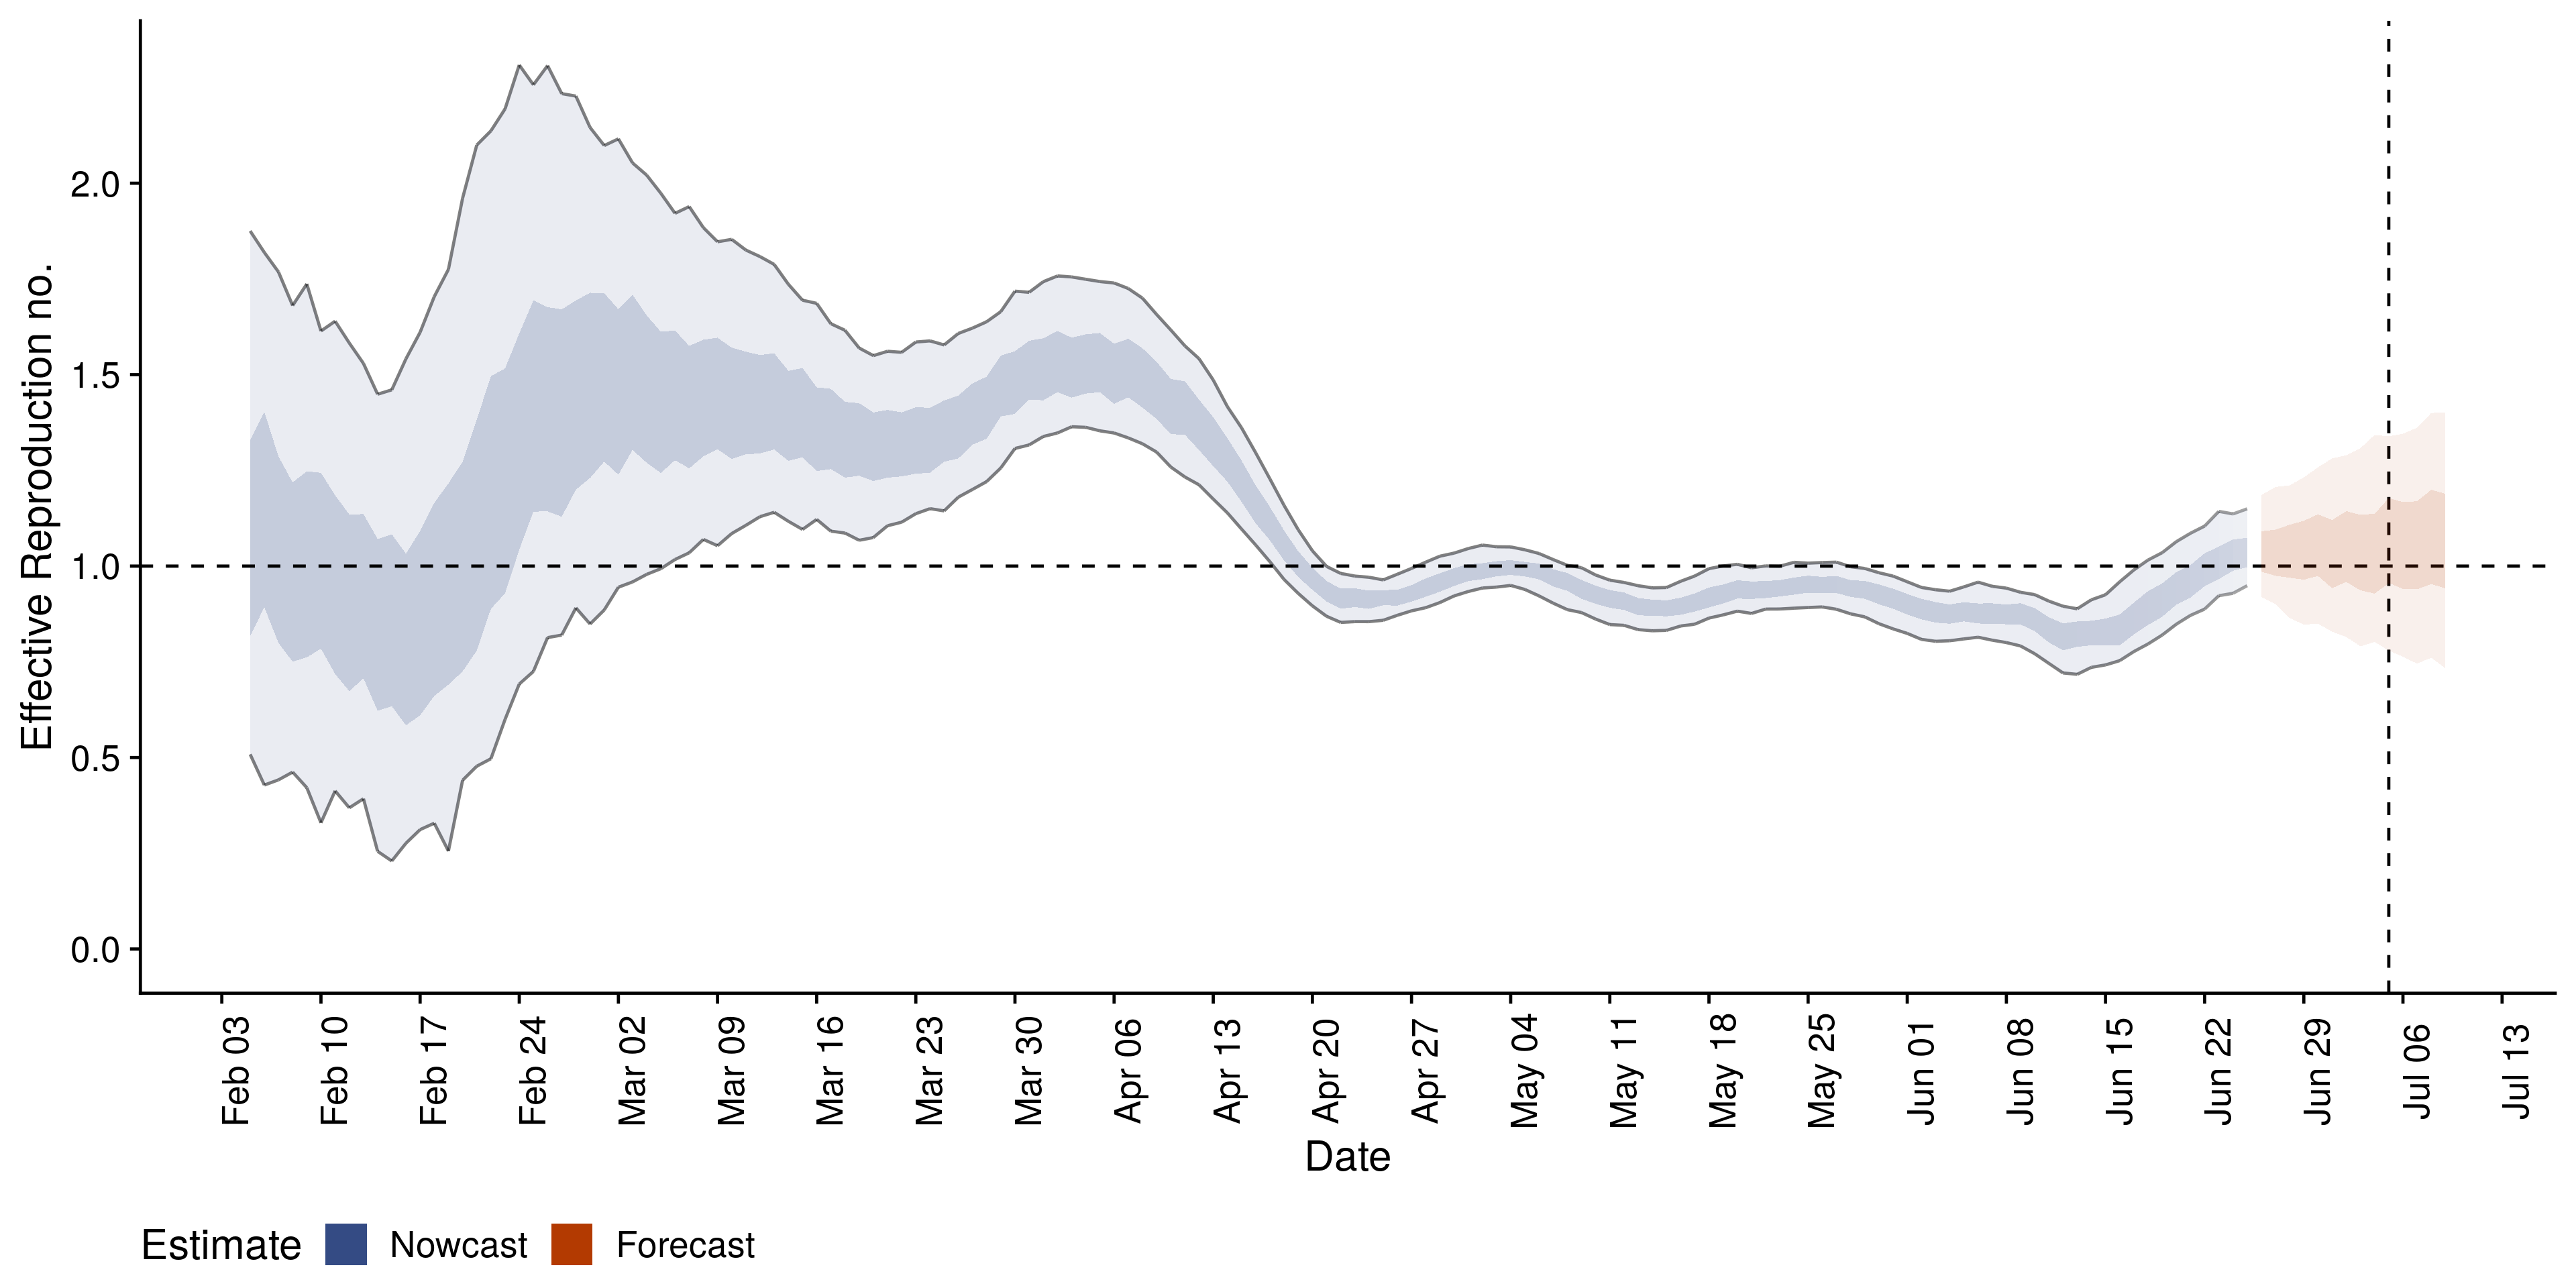 Effective Reproduction no.
2.0
1.5
1.0
0.5
0.0
Feb 03
Feb 10
Feb 17
Feb 24
Mar 02
Mar 09
Mar 16
Mar 23
Mar 30
Apr 06
Apr 13
Apr 20
Apr 27
May 04
May 11
May 18
May 25
Jun 01
Jun 08
Jun 15
Jun 22
Jun 29
Jul 06
Jul 13
Date
Estimate Nowcast Forecast